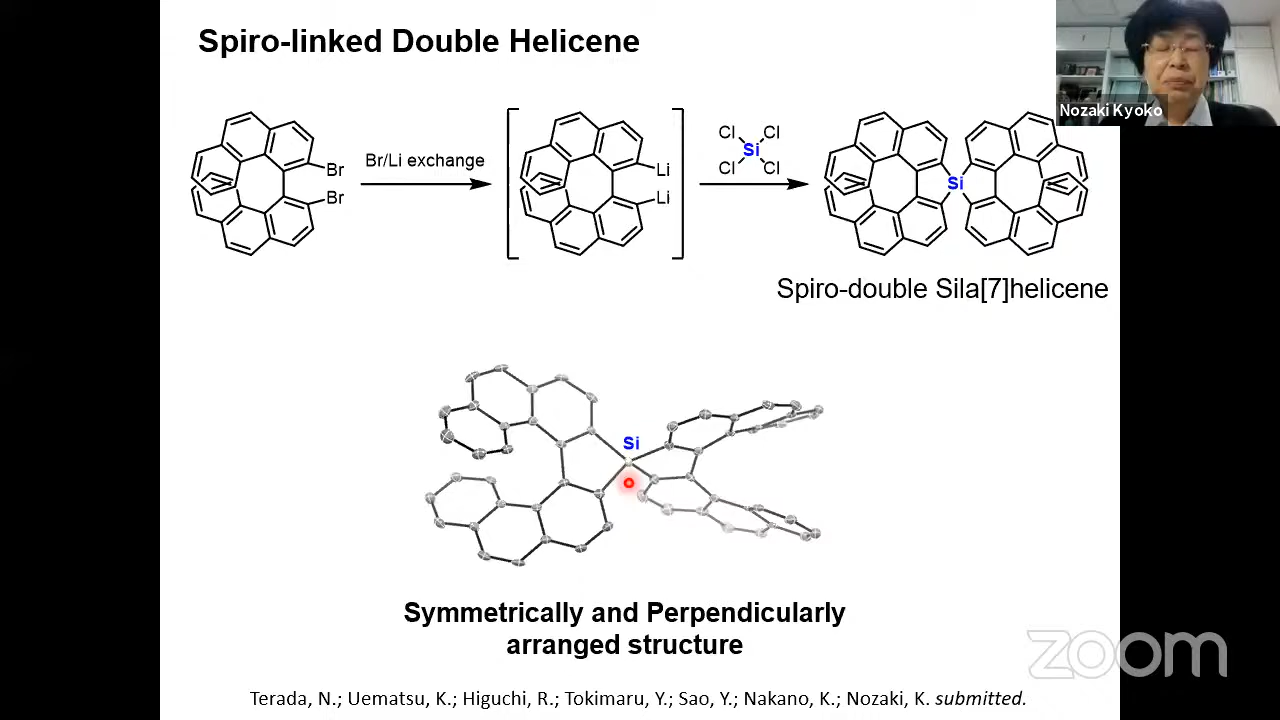 Spiro-linked Double Helicene
Nozaki Kyoko
Br
Br
Br/Li exchange
Li
Li
Cl Cl
Si
Cl Cl
Si
Spiro-double Sila[7]helicene
Si
Symmetrically and Perpendicularly
arranged structure
zoom
Terada, N.; Uematsu, K.; Higuchi, R.; Tokimaru, Y.; Sao, Y.; Nakano, K.; Nozaki, K. submitted.